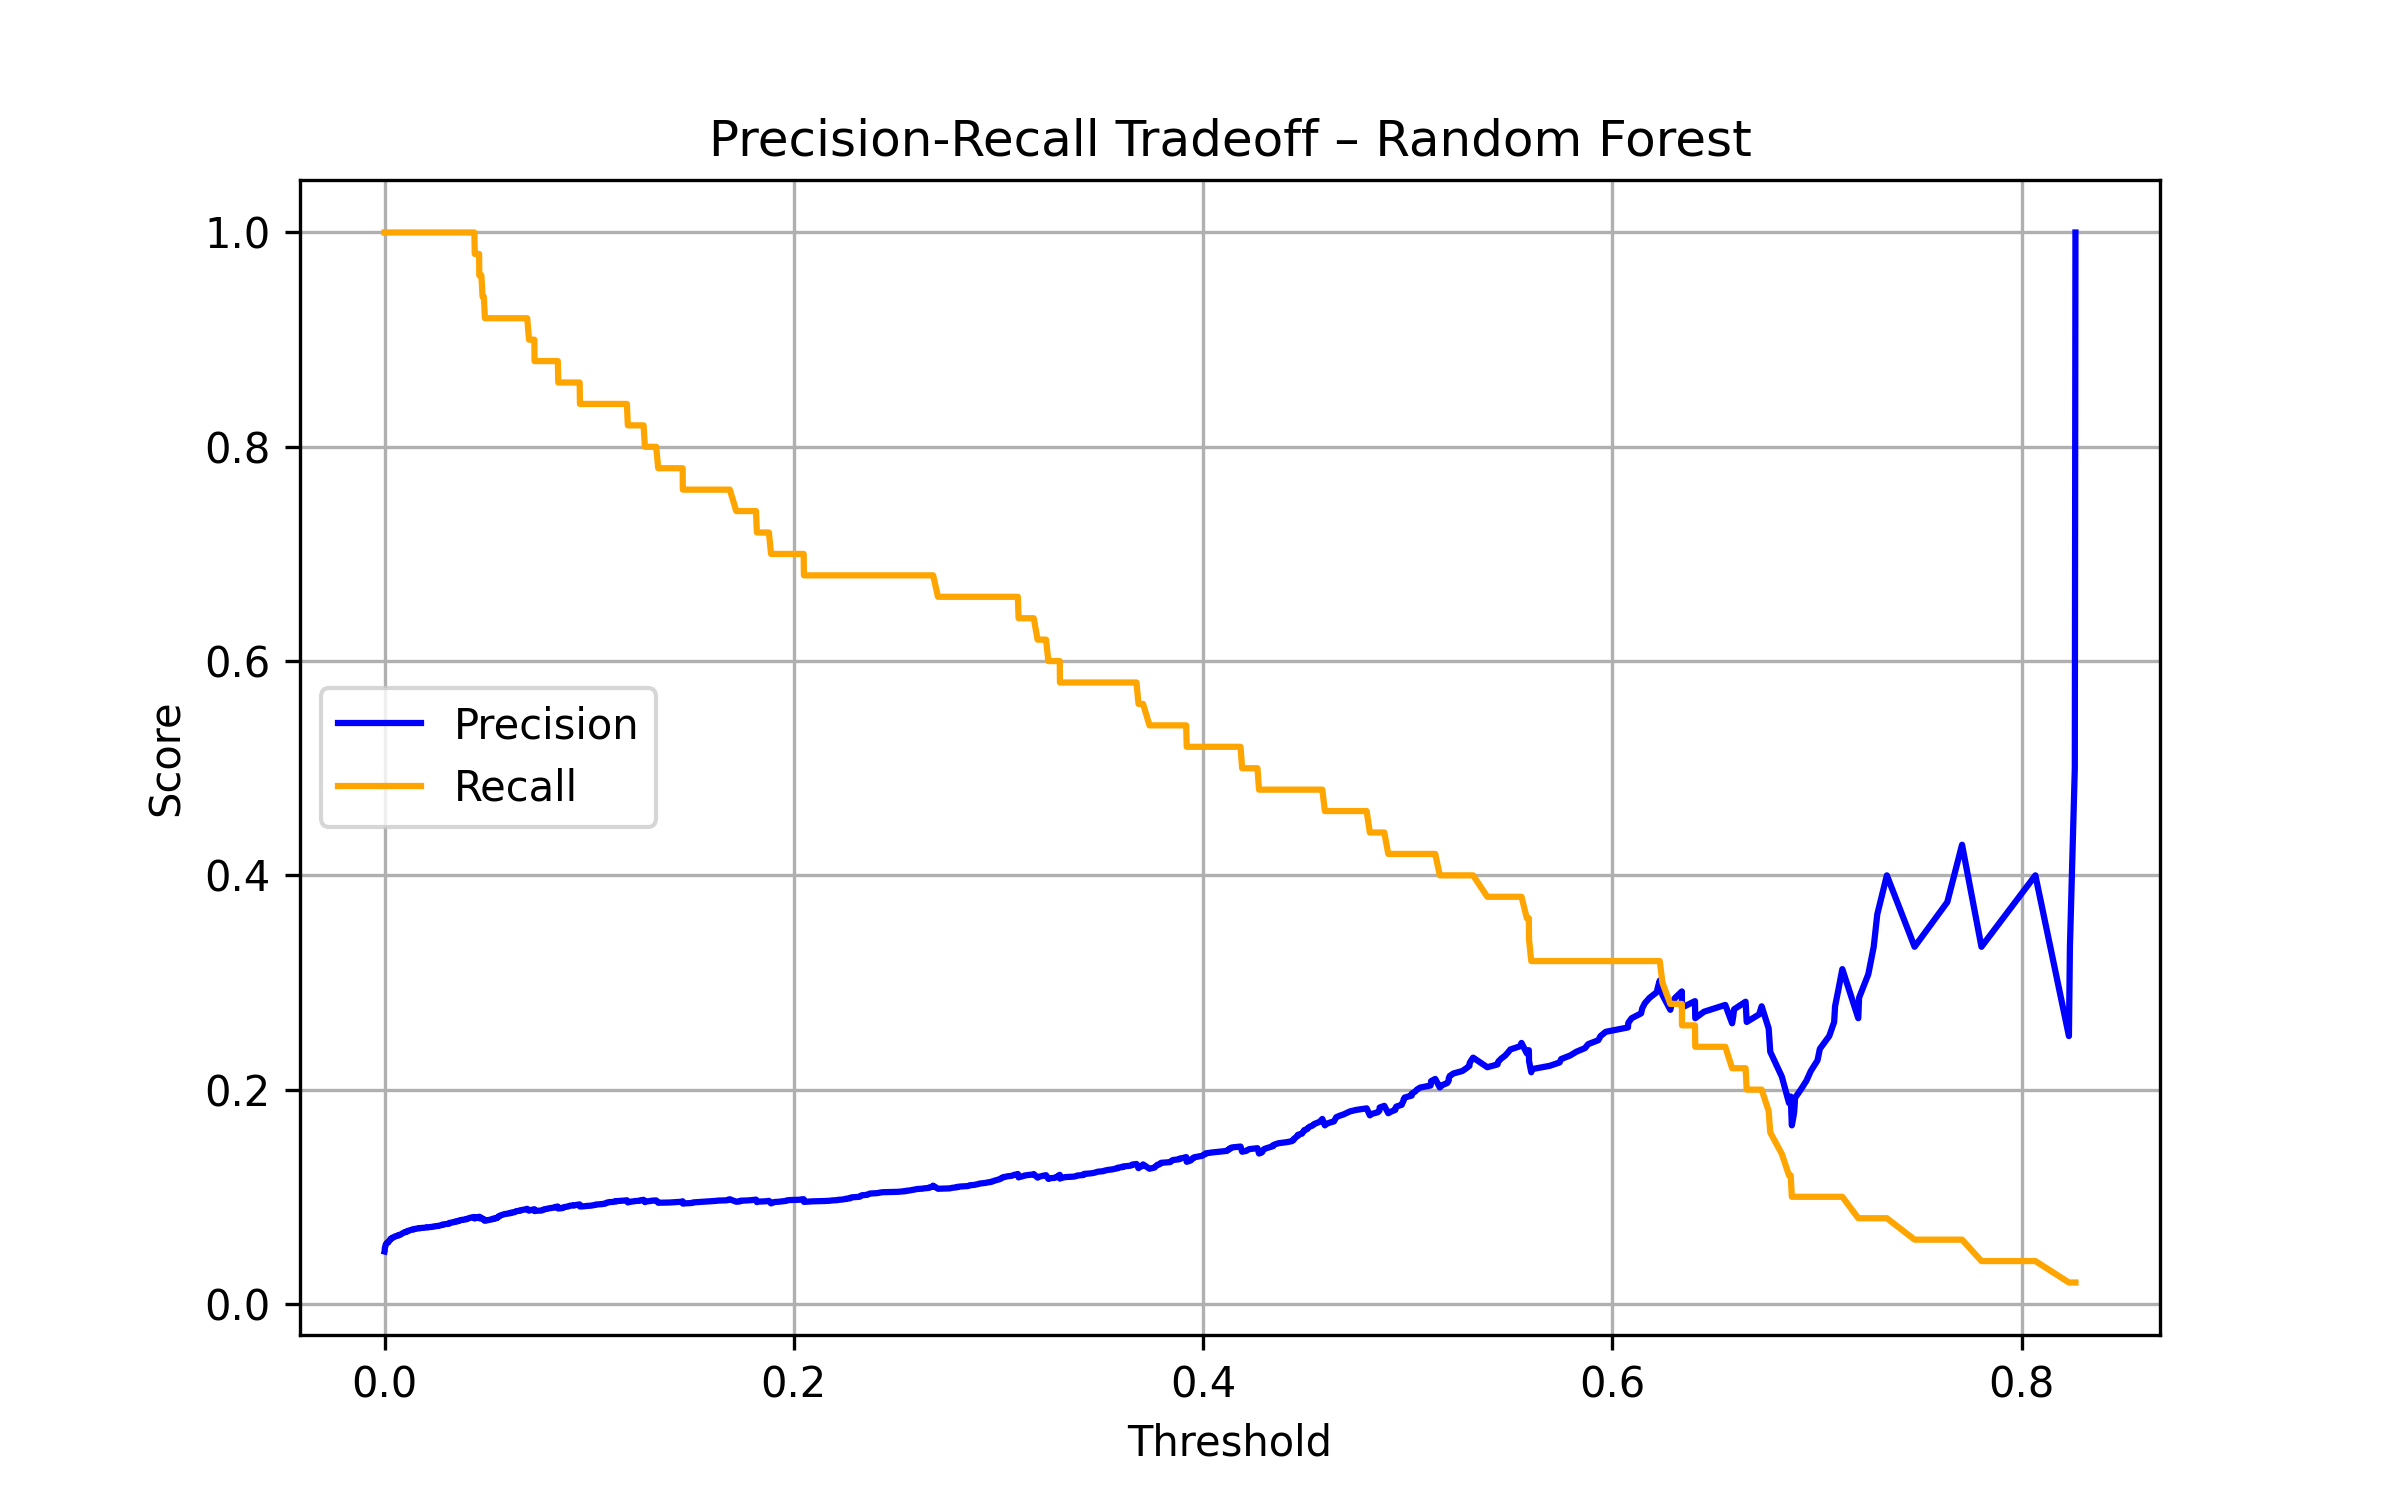 Precision-Recall Tradeoff – Random Forest
1.0
0.8
0.6
0.4
0.2
0.0
Score
Precision
Recall
0.0 0.2 0.4 0.6 0.8
Threshold